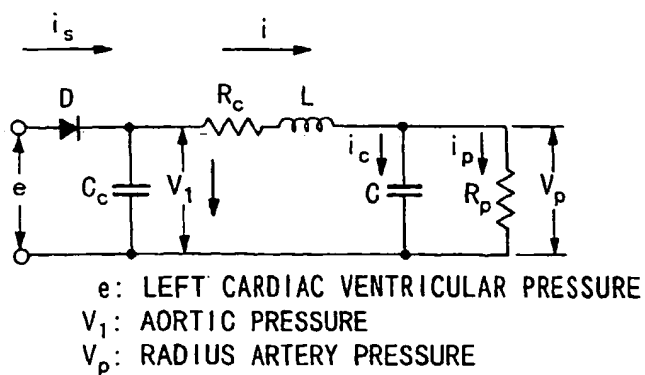 i_s
i
D
R_c
L
e
C_c
V_1
i_c
C
i_p
R_p
V_p
e: LEFT CARDIAC VENTRICULAR PRESSURE
V_1: AORTIC PRESSURE
V_p: RADIUS ARTERY PRESSURE